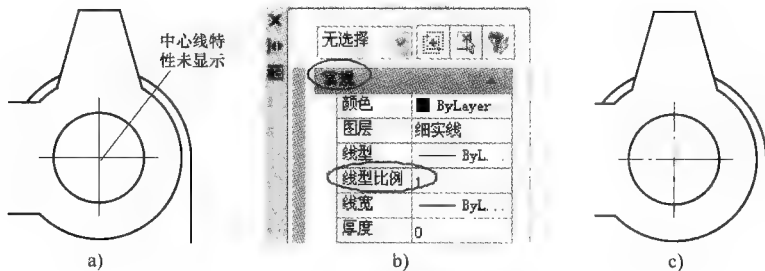 中心线特
性未显示
a)
无选择
常规
颜色 ByLayer
图层 细实线
线型 ByL...
线型比例 1
线宽 ByL...
厚度 0
b)
c)